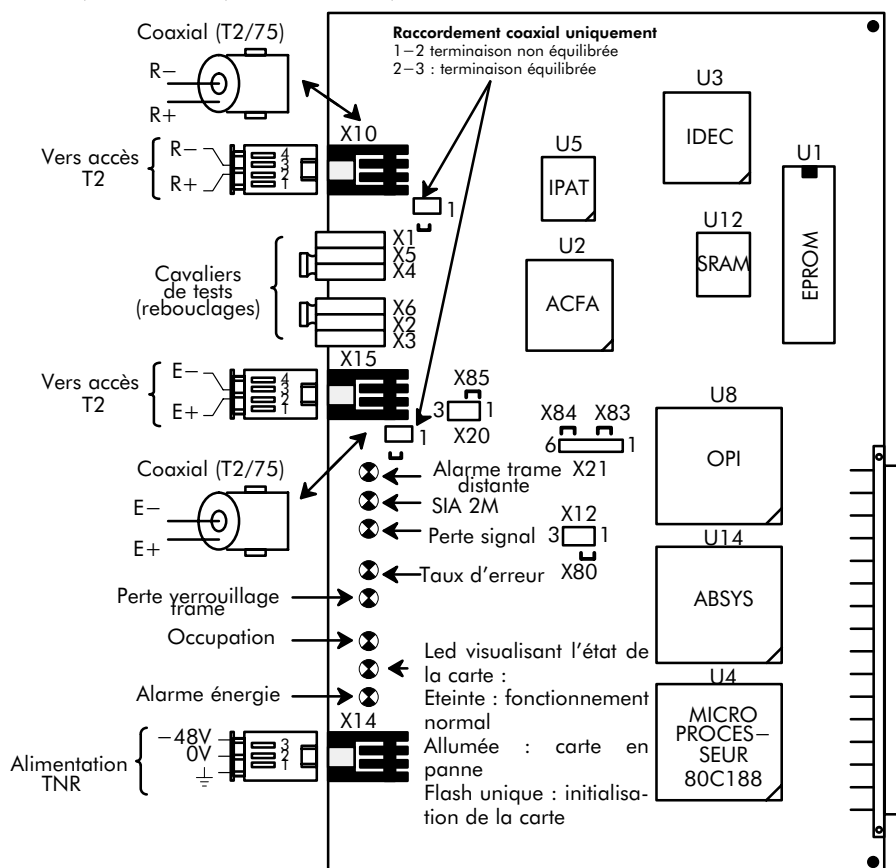 Coaxial (T2/75)
R−
R+
Raccordement coaxial uniquement
1−2 terminaison non équilibrée
2−3 : terminaison équilibrée
X10
Vers accès
T2
R−
R+
4
3
2
1
1
U3
IDEC
U5
IPAT
U1
EPROM
U12
SRAM
U2
ACFA
Cavaliers
de tests
(rebouclages)
X1
X5
X4
X6
X2
X3
X15
Vers accès
T2
E−
E+
4
3
2
1
1
X85
3
1
X20
X84
X83
6
1
X21
U8
OPI
Coaxial (T2/75)
E−
E+
Alarme trame
distante
SIA 2M
Perte signal
X12
3
1
X80
Taux d'erreur
Perte verrouillage
trame
Occupation
Alarme énergie
U14
ABSYS
Led visualisant l'état de
la carte :
Eteinte : fonctionnement
normal
Allumée : carte en
panne
Flash unique : initialisa−
tion de la carte
U4
MICRO
PROCES−
SEUR
80C188
X14
Alimentation
TNR
−48V
0V
3
2
1